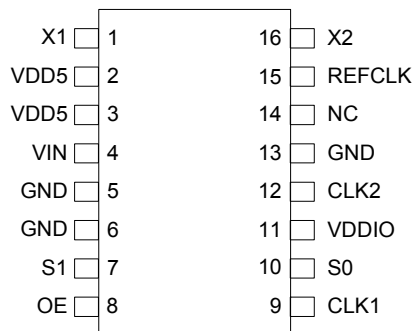 X1 1 16 X2
VDD5 2 15 REFCLK
VDD5 3 14 NC
VIN 4 13 GND
GND 5 12 CLK2
GND 6 11 VDDIO
S1 7 10 S0
OE 8 9 CLK1